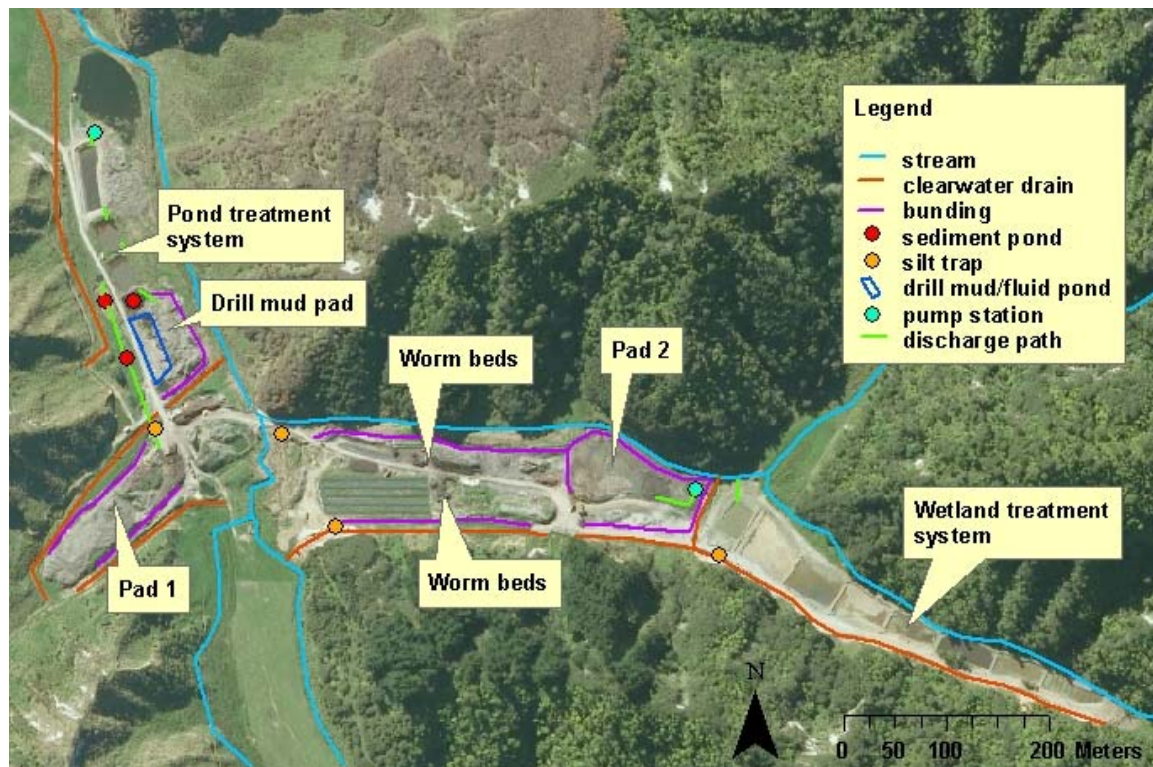 Legend
stream
clearwater drain
bunding
sediment pond
silt trap
drill mud/fluid pond
pump station
discharge path
Pond treatment
system
Drill mud pad
Worm beds
Pad 2
Wetland treatment
system
Pad 1
Worm beds
N
0 50 100 200 Meters